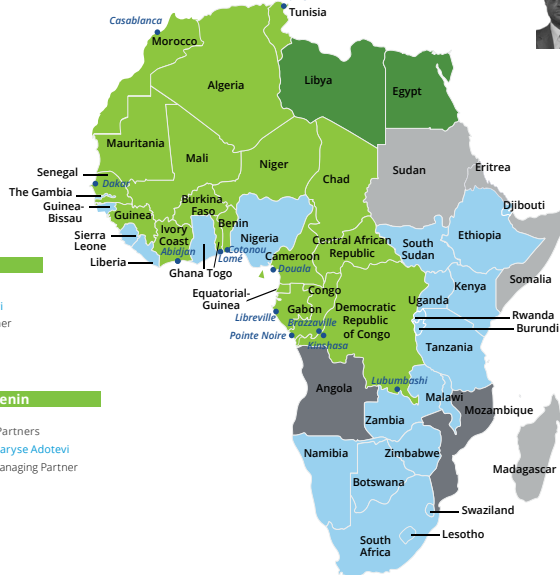 Casablanca
Tunisia
Morocco
Algeria
Libya
Egypt
Mauritania
Mali
Niger
Chad
Sudan
Eritrea
Senegal
Dakar
The Gambia
Guinea-
Bissau
Guinea
Burkina
Faso
Benin
Djibouti
Sierra
Leone
Ivory
Coast
Abidjan
Nigeria
Cotonou
Lomé
Central African
Republic
South
Sudan
Ethiopia
Liberia
Ghana
Togo
Cameroon
Douala
Somalia
Equatorial-
Guinea
Congo
Gabon
Uganda
Kenya
Libreville
Brazzaville
Democratic
Republic
of Congo
Rwanda
Burundi
Pointe Noire
Kinshasa
Tanzania
Angola
Lubumbashi
Malawi
Mozambique
Zambia
Namibia
Zimbabwe
Madagascar
Botswana
Swaziland
Lesotho
South
Africa
i
ner
enin
Partners
aryse Adotevi
anaging Partner